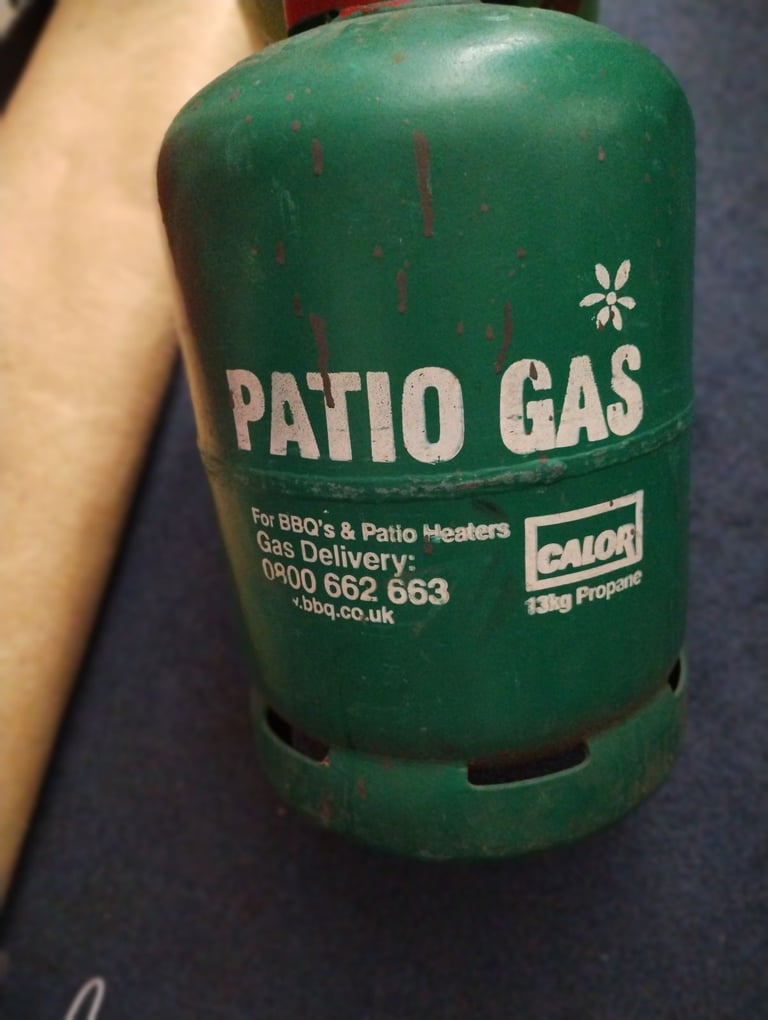 PATIO GAS
For BBQ's & Patio Heaters
Gas Delivery:
0800 662 663
.bbq.co.uk
CALOR
13kg Propane